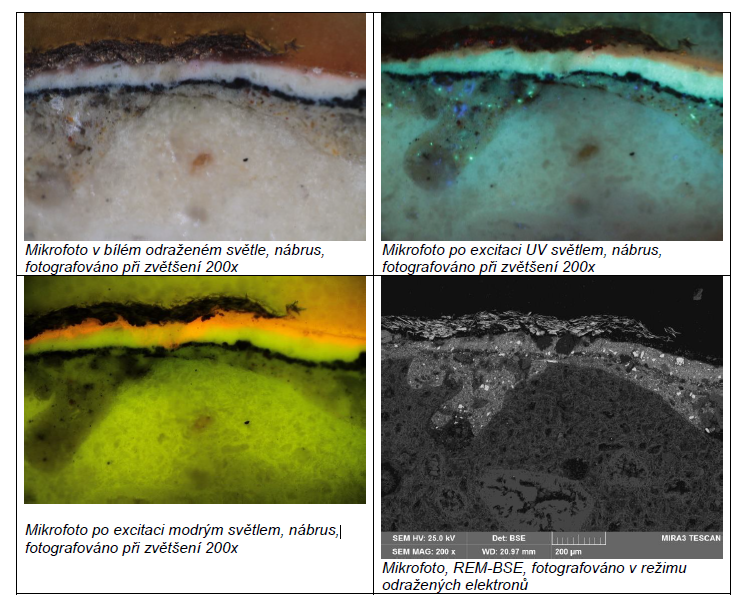 Mikrofoto v bílém odraženém světle, nábrus,
fotografováno při zvětšení 200x
Mikrofoto po excitaci UV světlem, nábrus,
fotografováno při zvětšení 200x
Mikrofoto po excitaci modrým světlem, nábrus,
fotografováno při zvětšení 200x
SEM HV: 25.0 kV Det: BSE MIRA3 TESCAN
SEM MAG: 200 x WD: 20.97 mm 200 µm
Mikrofoto, REM-BSE, fotografováno v režimu
odražených elektronů